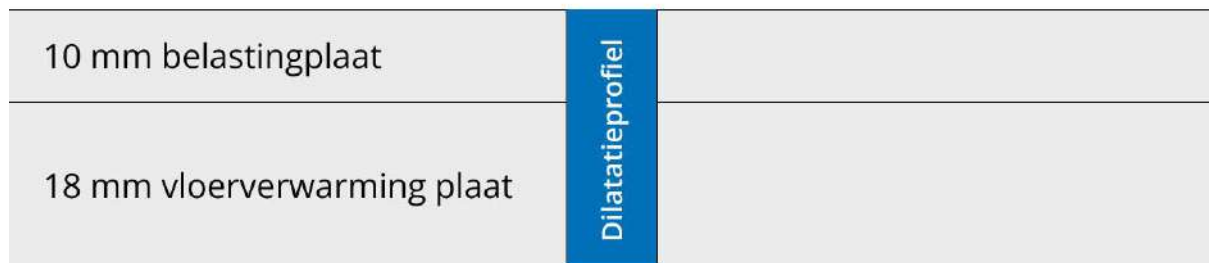 10 mm belastingplaat
Dilatatieprofiel
18 mm vloerverwarming plaat